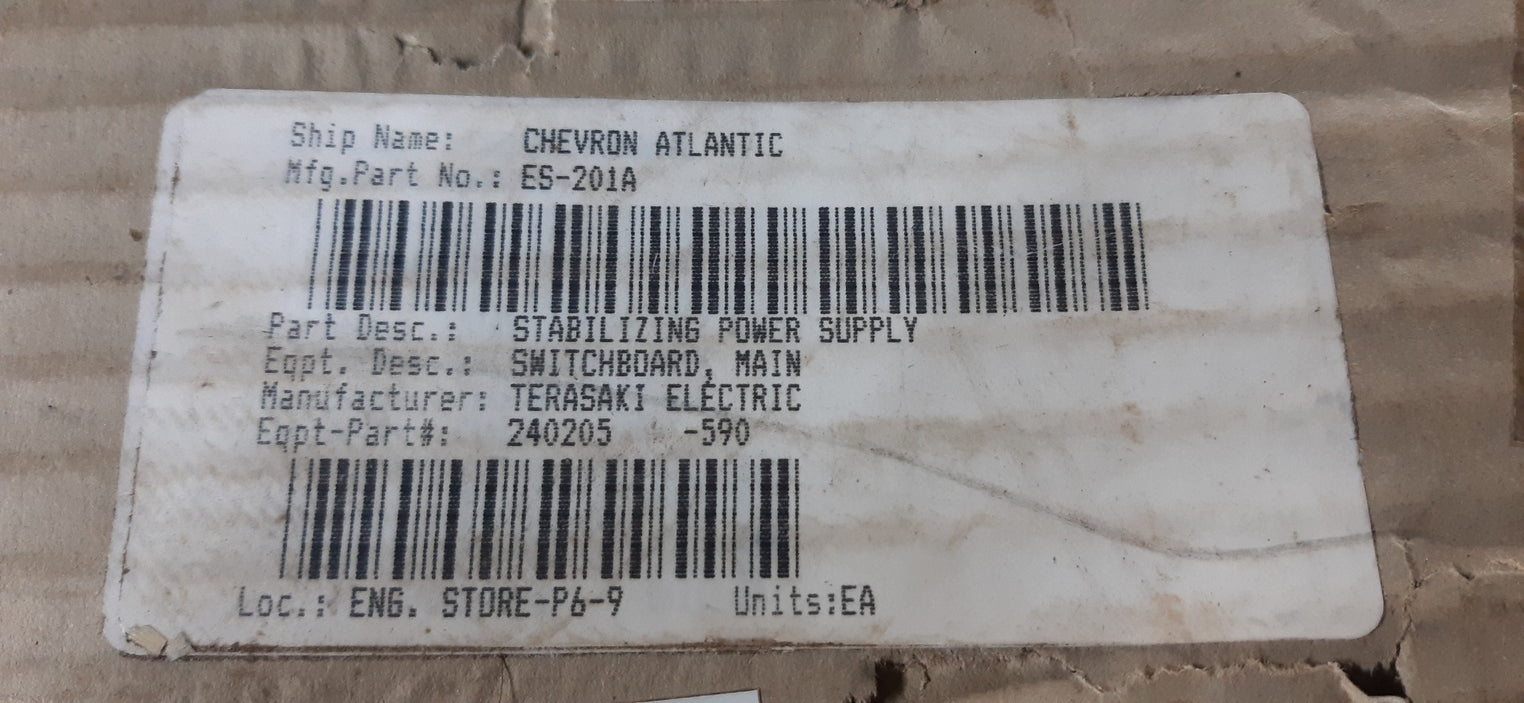 Ship Name: CHEVRON ATLANTIC
Mfg.Part No.: ES-201A
Part Desc.: STABILIZING POWER SUPPLY
Eqpt. Desc.: SWITCHBOARD, MAIN
Manufacturer: TERASAKI ELECTRIC
Eqpt-Part#: 240205 -590
Loc.: ENG. STORE-P6-9 Units:EA